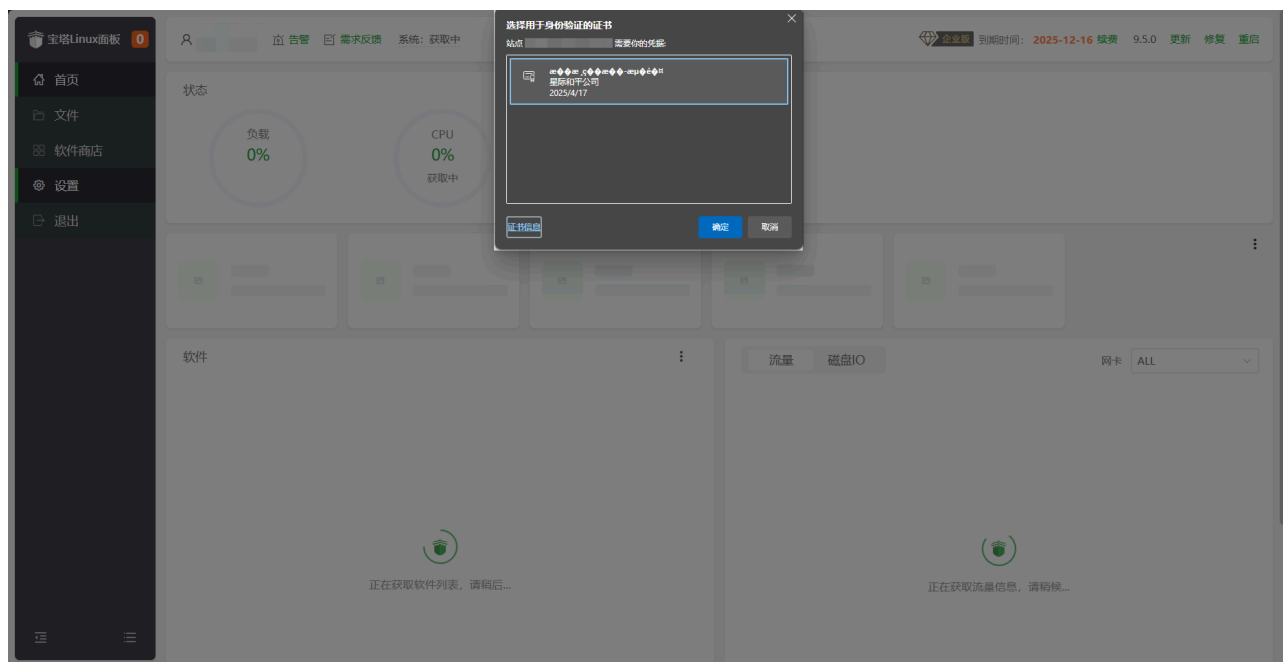 宝塔Linux面板 0
首页
文件
软件商店
设置
退出
告警 需求反馈 系统: 获取中
企业版 到期时间: 2025-12-16 续费 9.5.0 更新 修复 重启
选择用于身份验证的证书
站点 需要你的凭据:
星际和平公司
2025/4/17
证书信息 确定 取消
状态
负载
0%
CPU
0%
获取中
软件
正在获取软件列表，请稍后...
流量 磁盘IO 网卡 ALL
正在获取流量信息，请稍候...